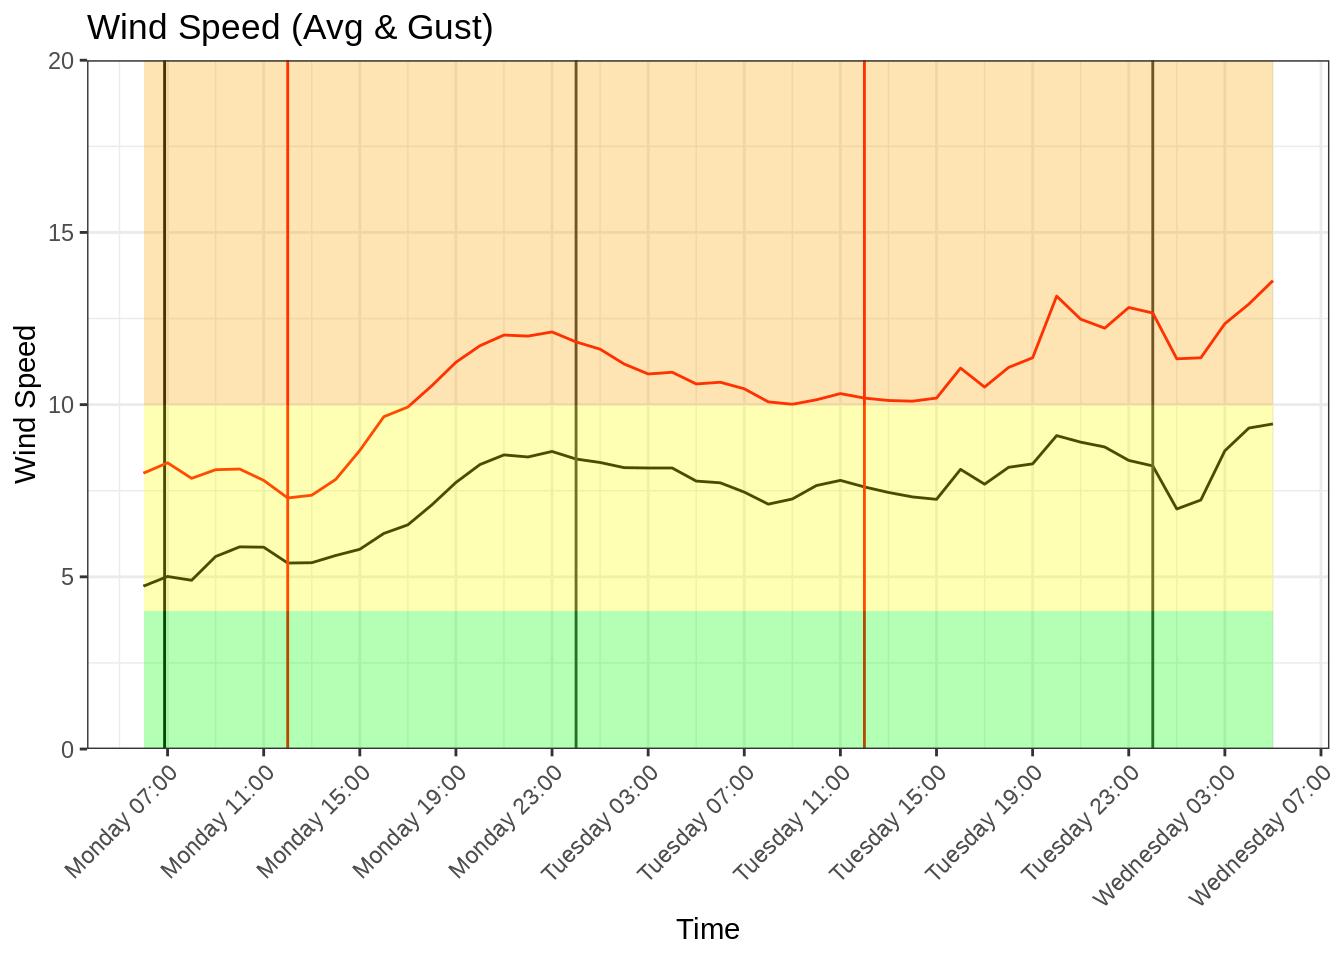 Wind Speed (Avg & Gust)
20
15
10
5
0
Wind Speed
Monday 07:00
Monday 11:00
Monday 15:00
Monday 19:00
Monday 23:00
Tuesday 03:00
Tuesday 07:00
Tuesday 11:00
Tuesday 15:00
Tuesday 19:00
Tuesday 23:00
Wednesday 03:00
Wednesday 07:00
Time